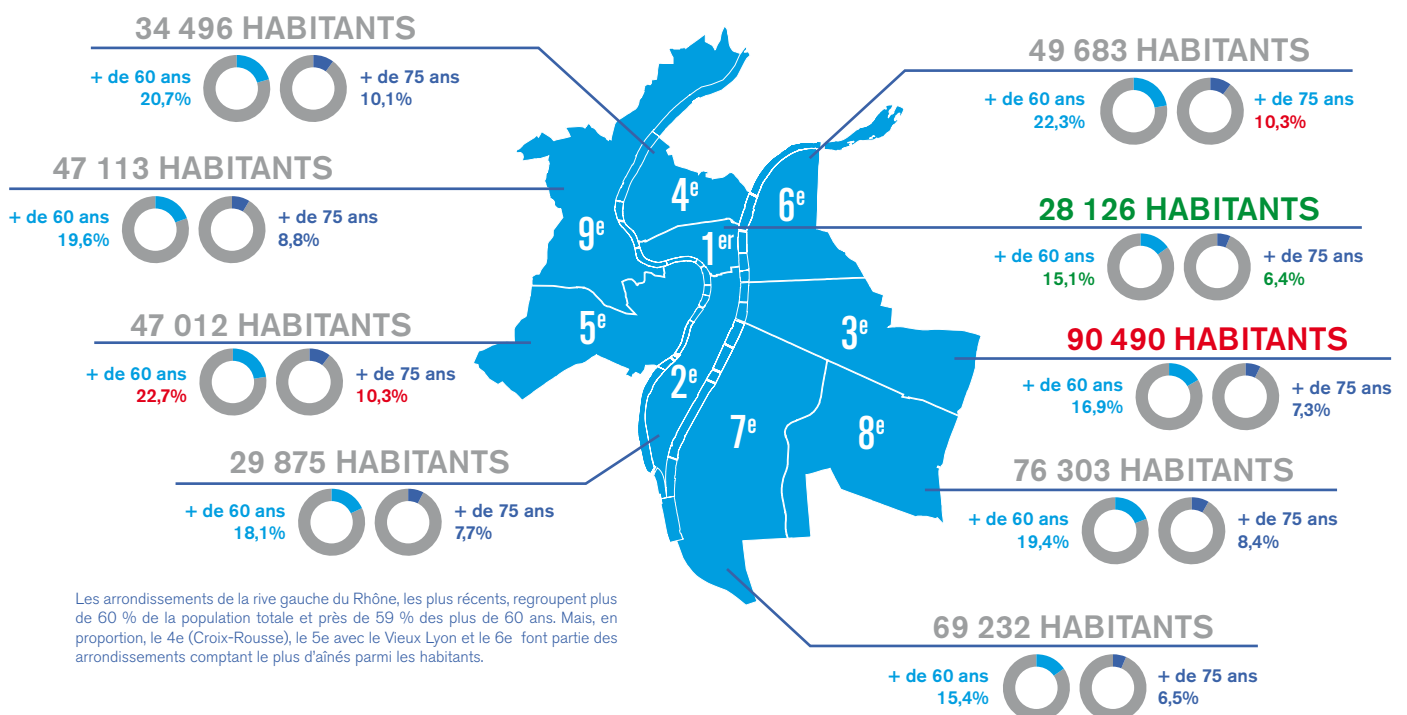 34 496 HABITANTS
+ de 60 ans
20,7%
+ de 75 ans
10,1%
47 113 HABITANTS
+ de 60 ans
19,6%
+ de 75 ans
8,8%
47 012 HABITANTS
+ de 60 ans
22,7%
+ de 75 ans
10,3%
29 875 HABITANTS
+ de 60 ans
18,1%
+ de 75 ans
7,7%
4e
6e
9e
1er
5e
3e
2e
7e
8e
49 683 HABITANTS
+ de 60 ans
22,3%
+ de 75 ans
10,3%
28 126 HABITANTS
+ de 60 ans
15,1%
+ de 75 ans
6,4%
90 490 HABITANTS
+ de 60 ans
16,9%
+ de 75 ans
7,3%
76 303 HABITANTS
+ de 60 ans
19,4%
+ de 75 ans
8,4%
69 232 HABITANTS
+ de 60 ans
15,4%
+ de 75 ans
6,5%
Les arrondissements de la rive gauche du Rhône, les plus récents, regroupent plus
de 60 % de la population totale et près de 59 % des plus de 60 ans. Mais, en
proportion, le 4e (Croix-Rousse), le 5e avec le Vieux Lyon et le 6e font partie des
arrondissements comptant le plus d'aînés parmi les habitants.